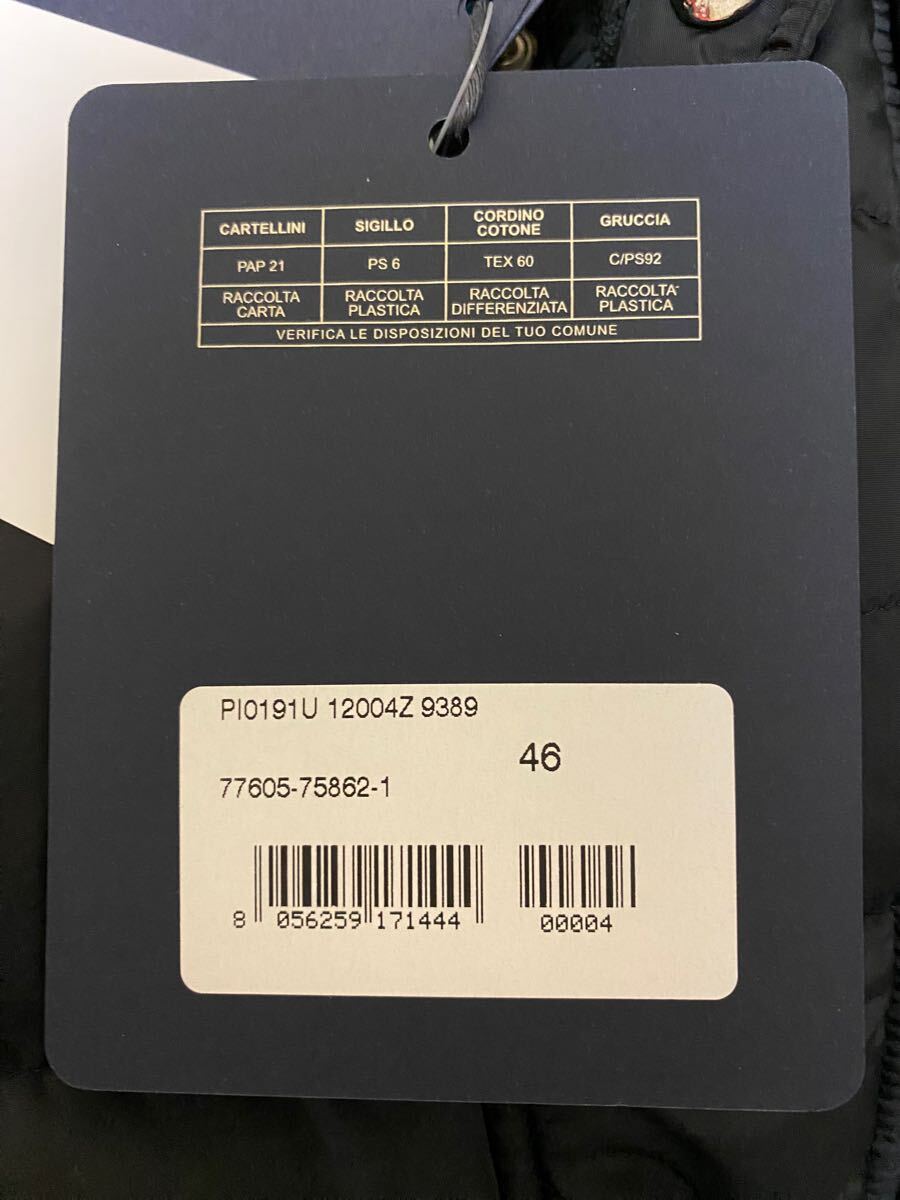 CARTELLINI SIGILLO CORDINO COTONE GRUCCIA
PAP 21 PS 6 TEX 60 C/PS92
RACCOLTA CARTA RACCOLTA PLASTICA RACCOLTA DIFFERENZIATA RACCOLTA PLASTICA
VERIFICA LE DISPOSIZIONI DEL TUO COMUNE
PI0191U 12004Z 9389
46
77605-75862-1
8 056259 171444 00004